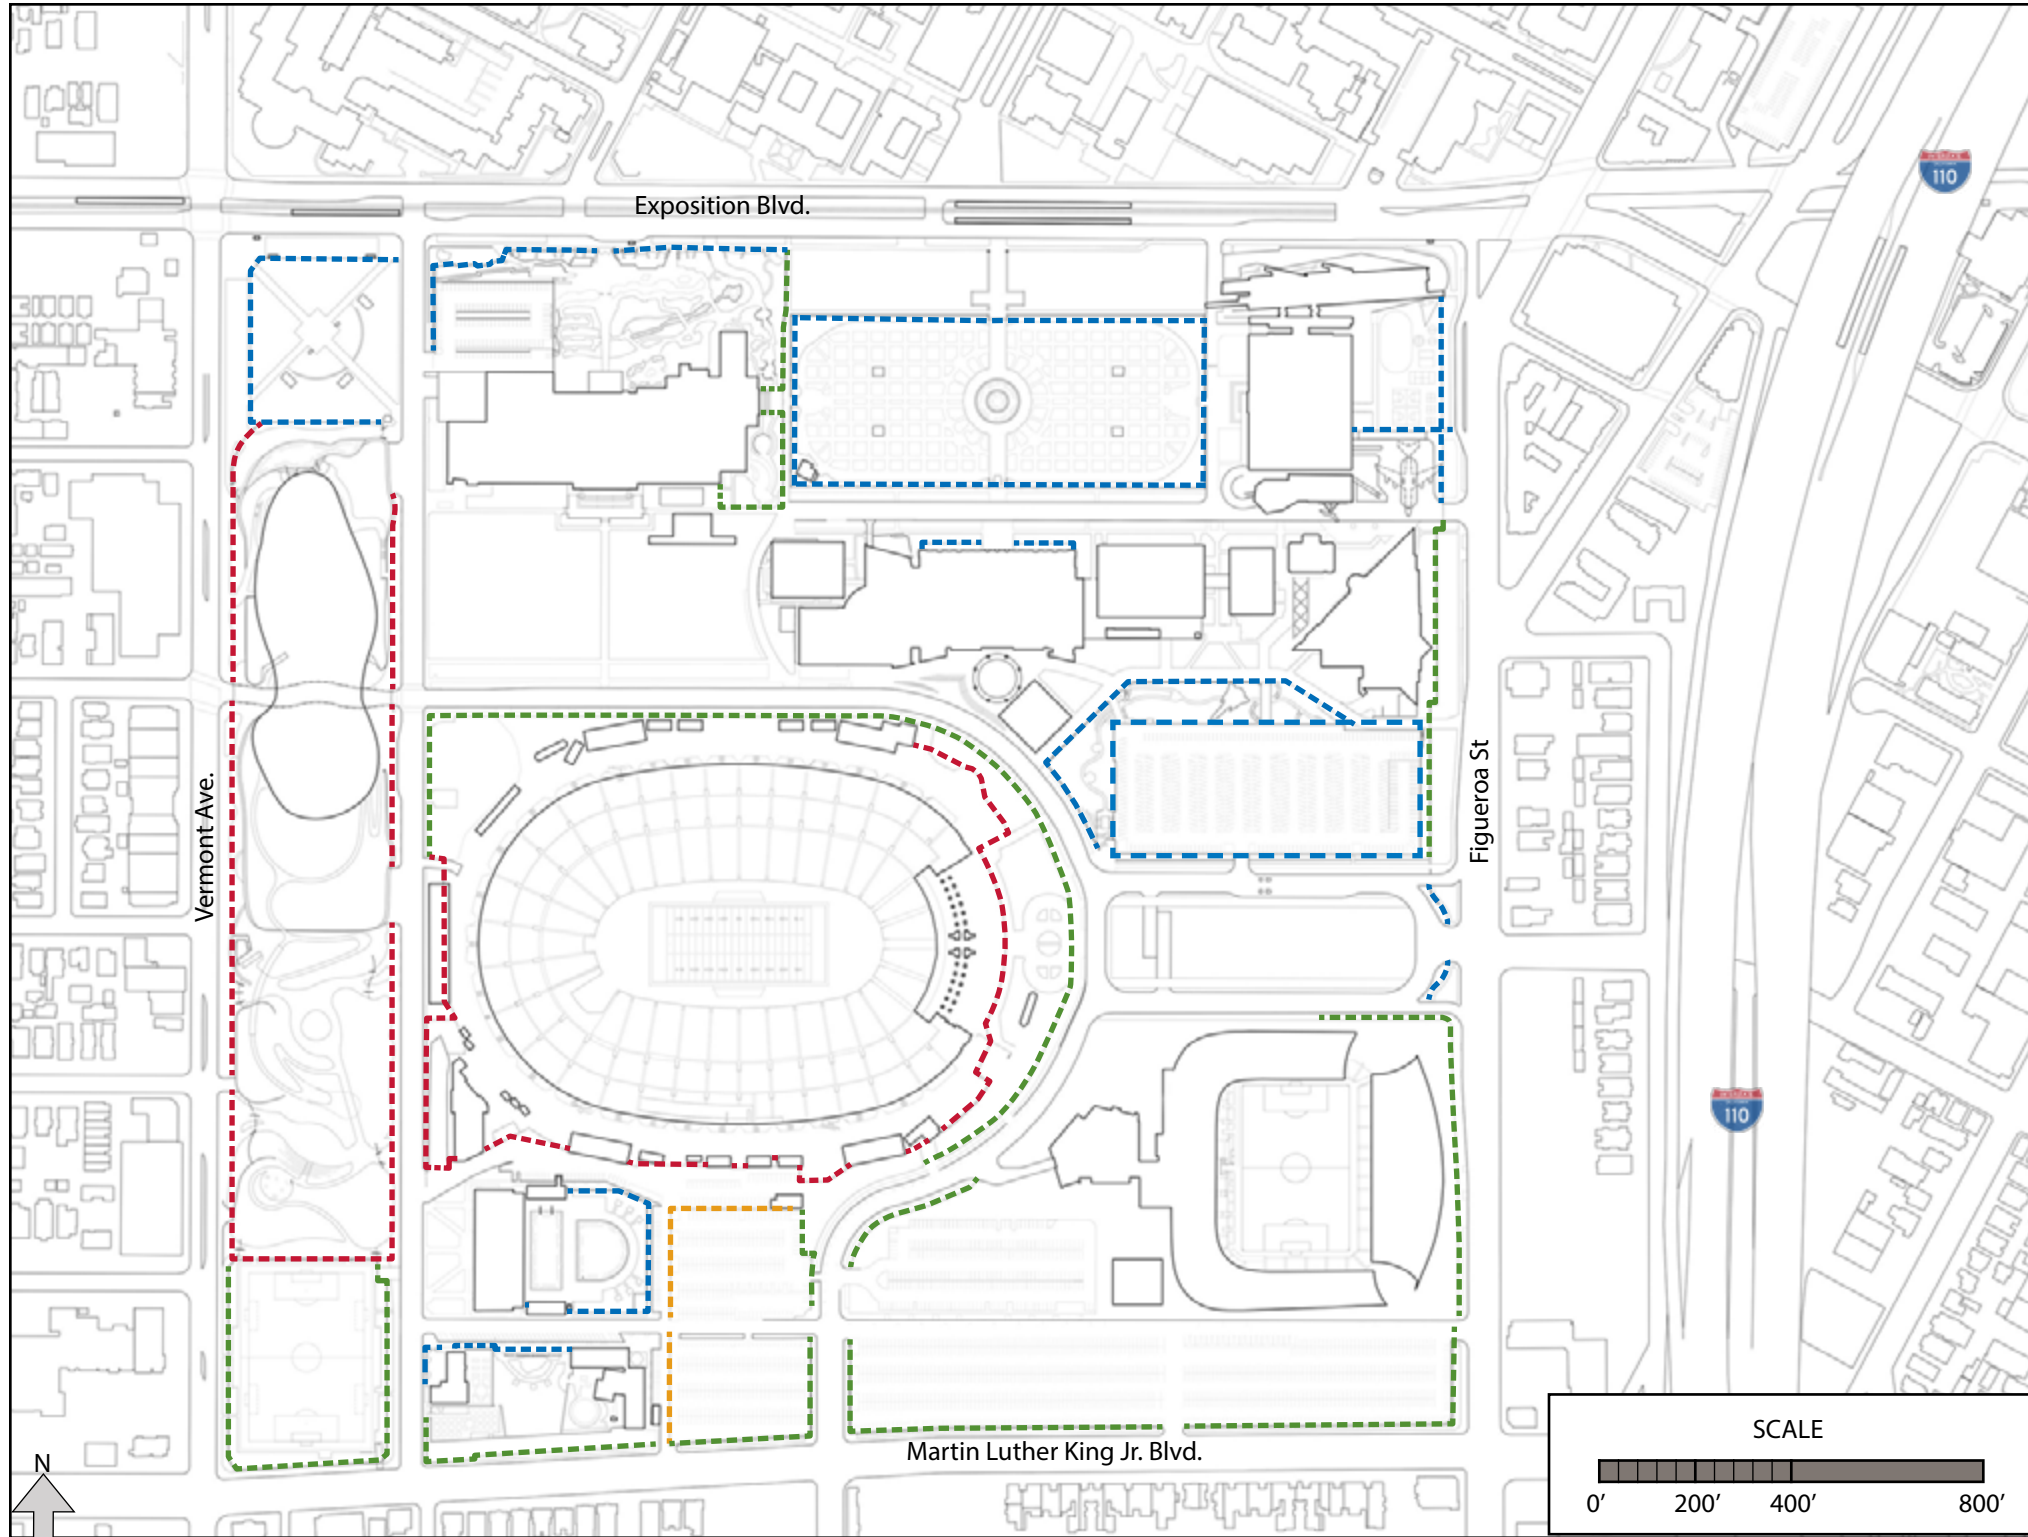 110
Exposition Blvd.
Vermont Ave.
Figueroa St
110
Martin Luther King Jr. Blvd.
SCALE
0' 200' 400' 800'
N